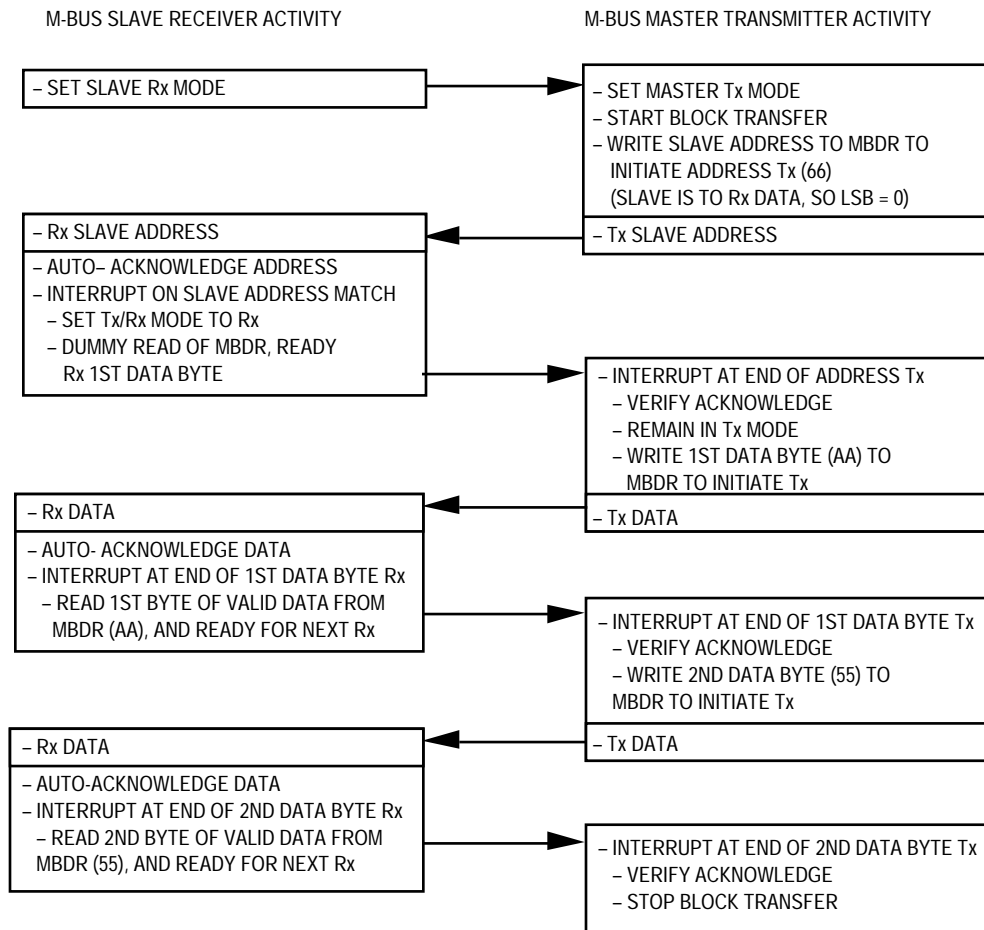 M-BUS SLAVE RECEIVER ACTIVITY
M-BUS MASTER TRANSMITTER ACTIVITY
– SET SLAVE Rx MODE
– SET MASTER Tx MODE
– START BLOCK TRANSFER
– WRITE SLAVE ADDRESS TO MBDR TO
INITIATE ADDRESS Tx (66)
(SLAVE IS TO Rx DATA, SO LSB = 0)
– Tx SLAVE ADDRESS
– Rx SLAVE ADDRESS
– AUTO– ACKNOWLEDGE ADDRESS
– INTERRUPT ON SLAVE ADDRESS MATCH
– SET Tx/Rx MODE TO Rx
– DUMMY READ OF MBDR, READY
Rx 1ST DATA BYTE
– INTERRUPT AT END OF ADDRESS Tx
– VERIFY ACKNOWLEDGE
– REMAIN IN Tx MODE
– WRITE 1ST DATA BYTE (AA) TO
MBDR TO INITIATE Tx
– Tx DATA
– Rx DATA
– AUTO- ACKNOWLEDGE DATA
– INTERRUPT AT END OF 1ST DATA BYTE Rx
– READ 1ST BYTE OF VALID DATA FROM
MBDR (AA), AND READY FOR NEXT Rx
– INTERRUPT AT END OF 1ST DATA BYTE Tx
– VERIFY ACKNOWLEDGE
– WRITE 2ND DATA BYTE (55) TO
MBDR TO INITIATE Tx
– Tx DATA
– Rx DATA
– AUTO-ACKNOWLEDGE DATA
– INTERRUPT AT END OF 2ND DATA BYTE Rx
– READ 2ND BYTE OF VALID DATA FROM
MBDR (55), AND READY FOR NEXT Rx
– INTERRUPT AT END OF 2ND DATA BYTE Tx
– VERIFY ACKNOWLEDGE
– STOP BLOCK TRANSFER